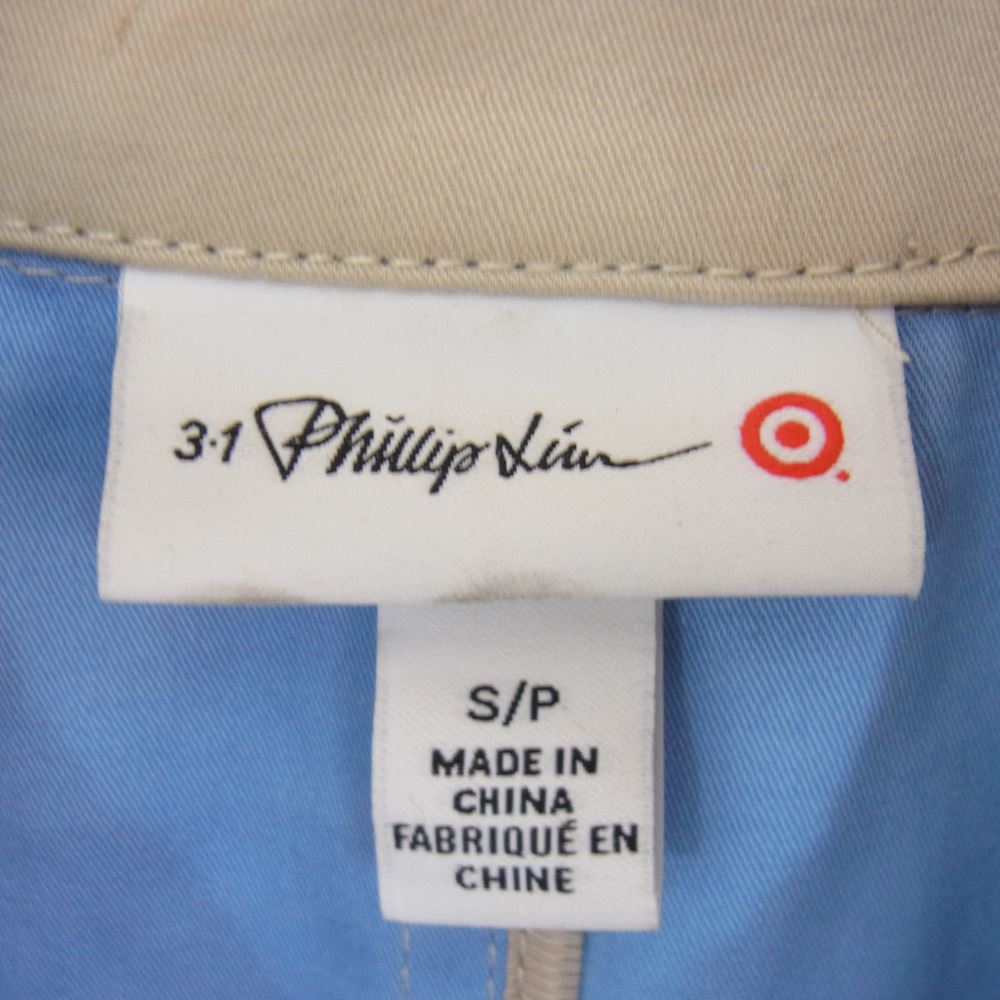 3·1 Phillip Lim
S/P
MADE IN
CHINA
FABRIQUÉ EN
CHINE